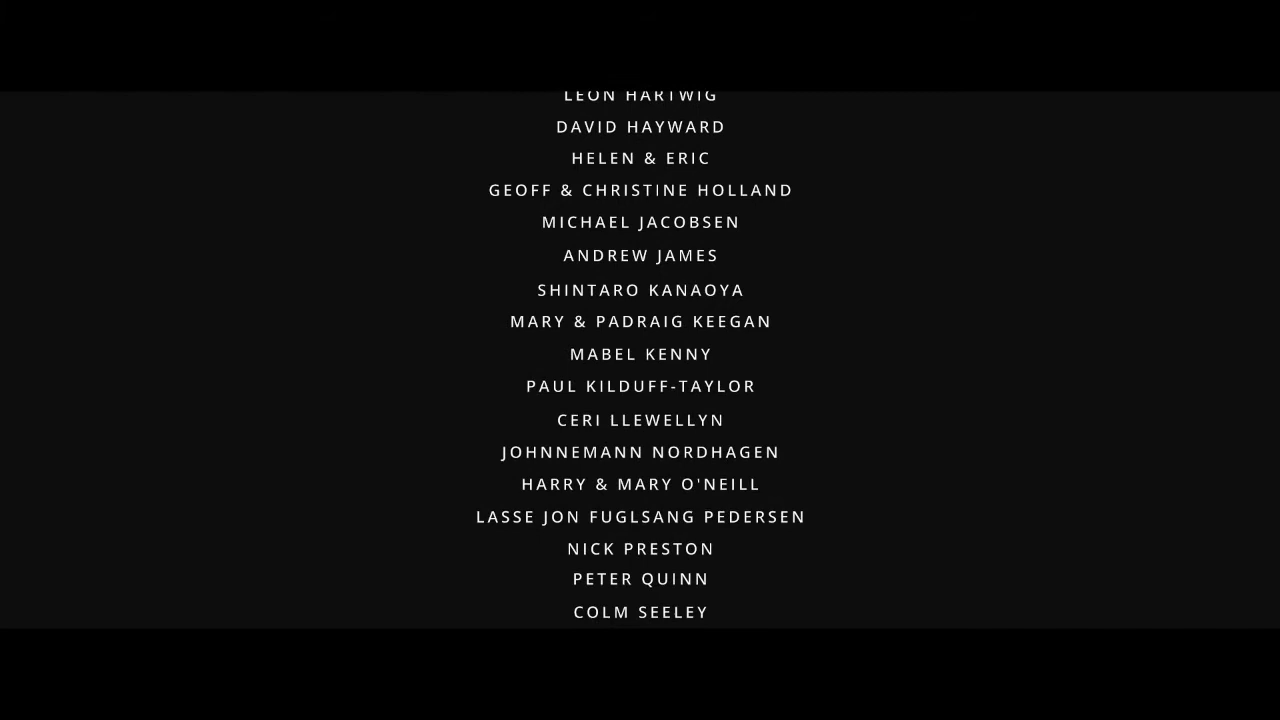 LEON HARTWIG
DAVID HAYWARD
HELEN & ERIC
GEOFF & CHRISTINE HOLLAND
MICHAEL JACOBSEN
ANDREW JAMES
SHINTARO KANAOYA
MARY & PADRAIG KEEGAN
MABEL KENNY
PAUL KILDUFF-TAYLOR
CERI LLEWELLYN
JOHNNEMANN NORDHAGEN
HARRY & MARY O'NEILL
LASSE JON FUGLSANG PEDERSEN
NICK PRESTON
PETER QUINN
COLM SEELEY